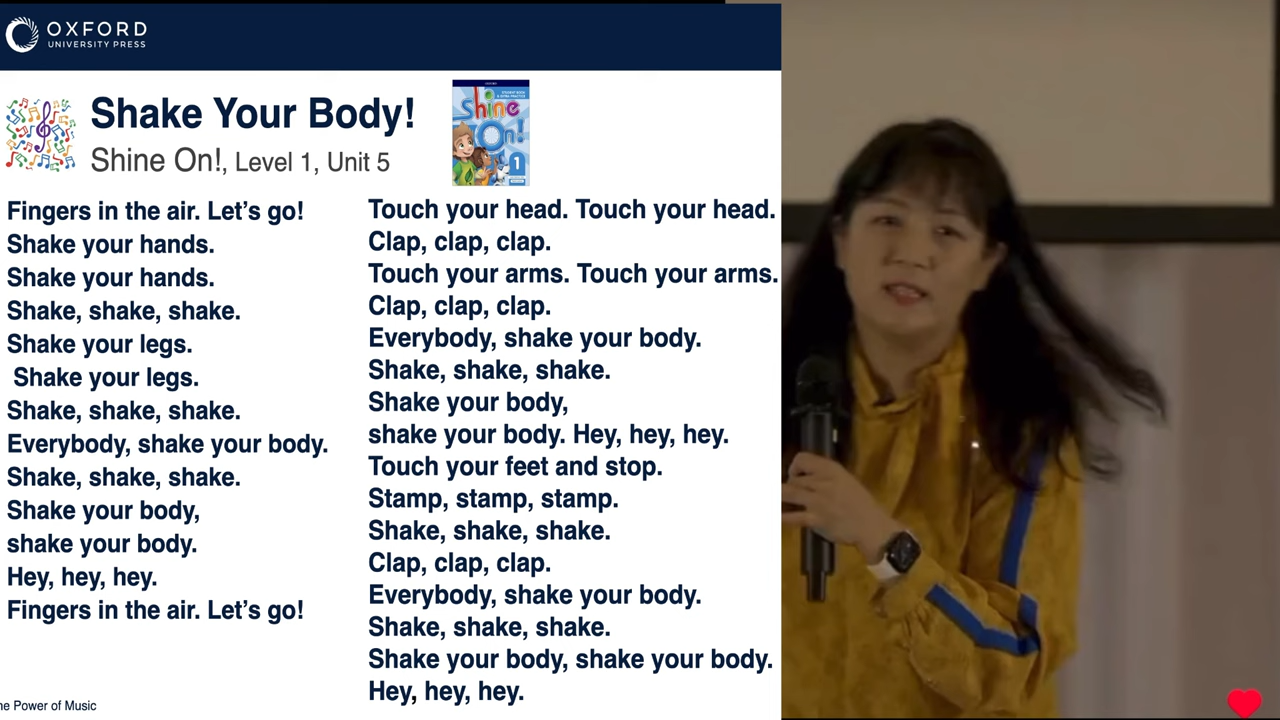 OXFORD
UNIVERSITY PRESS
Shake Your Body!
Shine On!, Level 1, Unit 5
Shine
On!
1
Fingers in the air. Let's go!
Shake your hands.
Shake your hands.
Shake, shake, shake.
Shake your legs.
Shake your legs.
Shake, shake, shake.
Everybody, shake your body.
Shake, shake, shake.
Shake your body,
shake your body.
Hey, hey, hey.
Fingers in the air. Let's go!
Touch your head. Touch your head.
Clap, clap, clap.
Touch your arms. Touch your arms.
Clap, clap, clap.
Everybody, shake your body.
Shake, shake, shake.
Shake your body,
shake your body. Hey, hey, hey.
Touch your feet and stop.
Stamp, stamp, stamp.
Shake, shake, shake.
Clap, clap, clap.
Everybody, shake your body.
Shake, shake, shake.
Shake your body, shake your body.
Hey, hey, hey.
he Power of Music